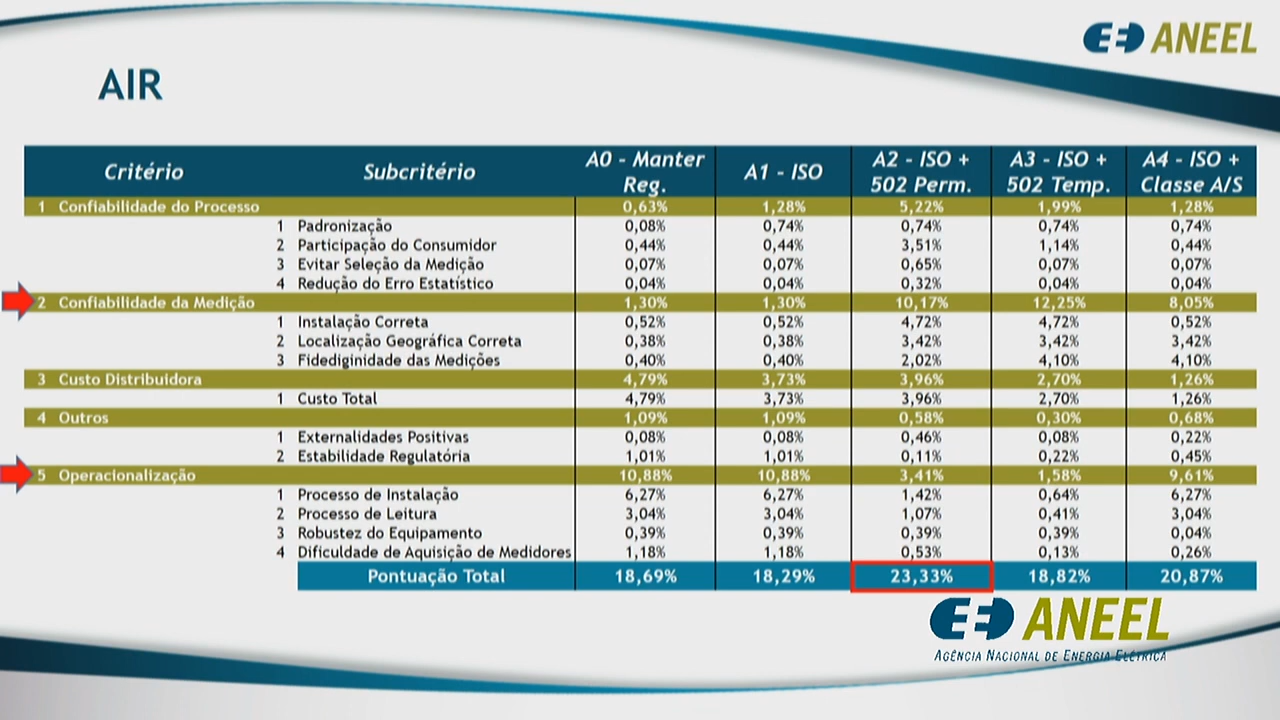 ANEEL
AIR
Critério Subcritério A0 - Manter Reg. A1 - ISO A2 - ISO + 502 Perm. A3 - ISO + 502 Temp. A4 - ISO + Classe A/S
1 Confiabilidade do Processo 0,63% 1,28% 5,22% 1,99% 1,28%
1 Padronização 0,08% 0,74% 0,74% 0,74% 0,74%
2 Participação do Consumidor 0,44% 0,44% 3,51% 1,14% 0,44%
3 Evitar Seleção da Medição 0,07% 0,07% 0,65% 0,07% 0,07%
4 Redução do Erro Estatístico 0,04% 0,04% 0,32% 0,04% 0,04%
2 Confiabilidade da Medição 1,30% 1,30% 10,17% 12,25% 8,05%
1 Instalação Correta 0,52% 0,52% 4,72% 4,72% 0,52%
2 Localização Geográfica Correta 0,38% 0,38% 3,42% 3,42% 3,42%
3 Fidediginidade das Medições 0,40% 0,40% 2,02% 4,10% 4,10%
3 Custo Distribuidora 4,79% 3,73% 3,96% 2,70% 1,26%
1 Custo Total 4,79% 3,73% 3,96% 2,70% 1,26%
4 Outros 1,09% 1,09% 0,58% 0,30% 0,68%
1 Externalidades Positivas 0,08% 0,08% 0,46% 0,08% 0,22%
2 Estabilidade Regulatória 1,01% 1,01% 0,11% 0,22% 0,45%
5 Operacionalização 10,88% 10,88% 3,41% 1,58% 9,61%
1 Processo de Instalação 6,27% 6,27% 1,42% 0,64% 6,27%
2 Processo de Leitura 3,04% 3,04% 1,07% 0,41% 3,04%
3 Robustez do Equipamento 0,39% 0,39% 0,39% 0,39% 0,04%
4 Dificuldade de Aquisição de Medidores 1,18% 1,18% 0,53% 0,13% 0,26%
Pontuação Total 18,69% 18,29% 23,33% 18,82% 20,87%
ANEEL
AGÊNCIA NACIONAL DE ENERGIA ELÉTRICA